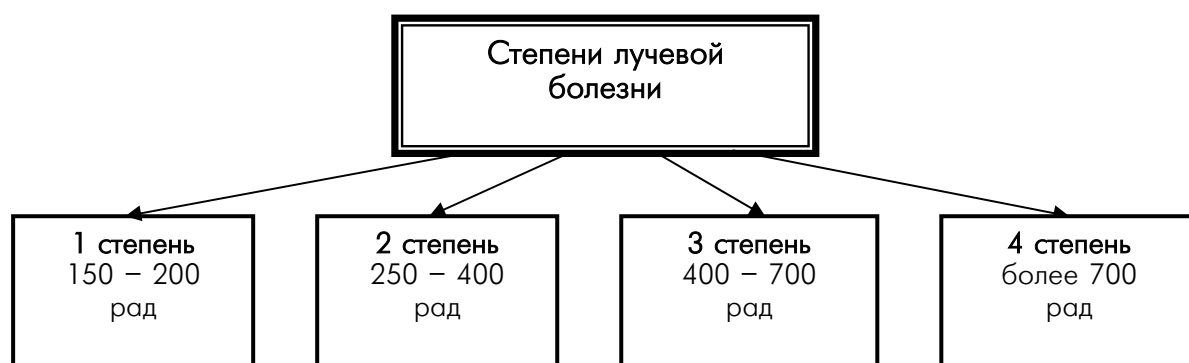 Степени лучевой
болезни
1 степень
150 – 200
рад
2 степень
250 – 400
рад
3 степень
400 – 700
рад
4 степень
более 700
рад